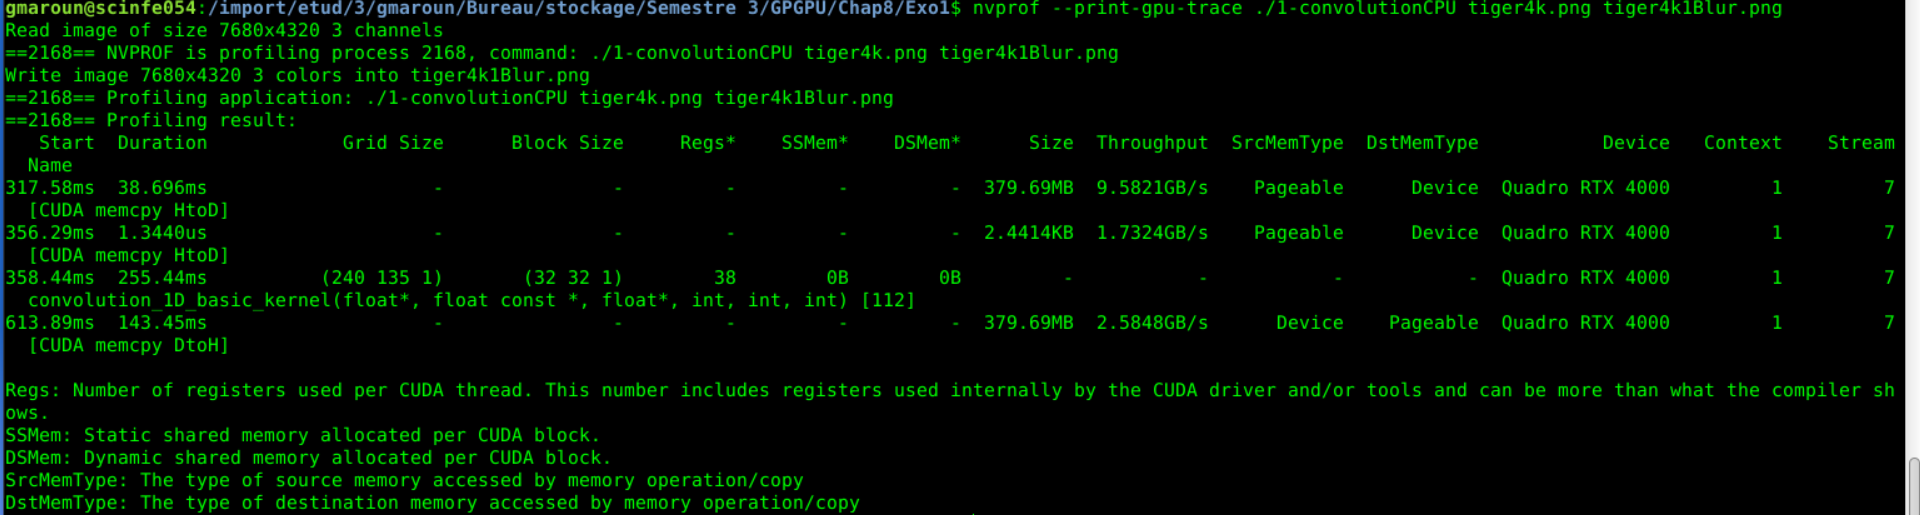 gmaroun@scinfe054:/import/etud/3/gmaroun/Bureau/stockage/Semestre 3/GPGPU/Chap8/Exo1$ nvprof --print-gpu-trace ./1-convolutionCPU tiger4k.png tiger4k1Blur.png
Read image of size 7680x4320 3 channels
==2168== NVPROF is profiling process 2168, command: ./1-convolutionCPU tiger4k.png tiger4k1Blur.png
Write image 7680x4320 3 colors into tiger4k1Blur.png
==2168== Profiling application: ./1-convolutionCPU tiger4k.png tiger4k1Blur.png
==2168== Profiling result:
   Start  Duration            Grid Size      Block Size     Regs*    SSMem*    DSMem*      Size  Throughput  SrcMemType  DstMemType           Device   Context    Stream
  Name
317.58ms  38.696ms                    -               -         -         -         -  379.69MB  9.5821GB/s    Pageable      Device  Quadro RTX 4000         1         7
  [CUDA memcpy HtoD]
356.29ms  1.3440us                    -               -         -         -         -  2.4414KB  1.7324GB/s    Pageable      Device  Quadro RTX 4000         1         7
  [CUDA memcpy HtoD]
358.44ms  255.44ms          (240 135 1)       (32 32 1)        38        0B        0B         -           -           -           -  Quadro RTX 4000         1         7
  convolution_1D_basic_kernel(float*, float const *, float*, int, int, int) [112]
613.89ms  143.45ms                    -               -         -         -         -  379.69MB  2.5848GB/s      Device    Pageable  Quadro RTX 4000         1         7
  [CUDA memcpy DtoH]
Regs: Number of registers used per CUDA thread. This number includes registers used internally by the CUDA driver and/or tools and can be more than what the compiler sh
ows.
SSMem: Static shared memory allocated per CUDA block.
DSMem: Dynamic shared memory allocated per CUDA block.
SrcMemType: The type of source memory accessed by memory operation/copy
DstMemType: The type of destination memory accessed by memory operation/copy